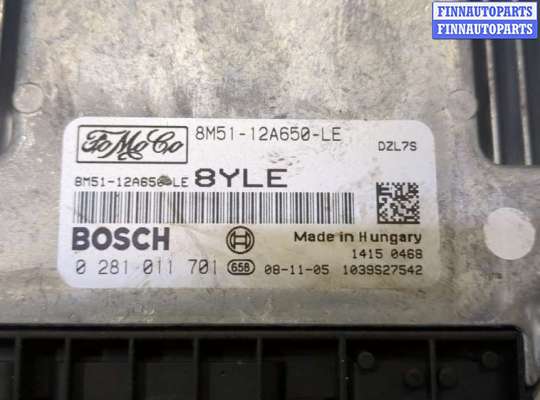 FINNAUTOPARTS
FINNAUTOPARTS
FoMoCo
8M51-12A650-LE
DZL7S
8M51-12A650-LE 8YLE
BOSCH
Made in Hungary
1415 0468
0 281 011 701 658 08-11-05 1039S27542